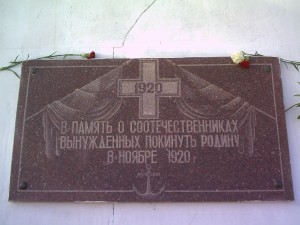 1920
В ПАМЯТЬ О СООТЕЧЕСТВЕННИКАХ
ВЫНУЖДЕННЫХ ПОКИНУТЬ РОДИНУ
В НОЯБРЕ 1920 г